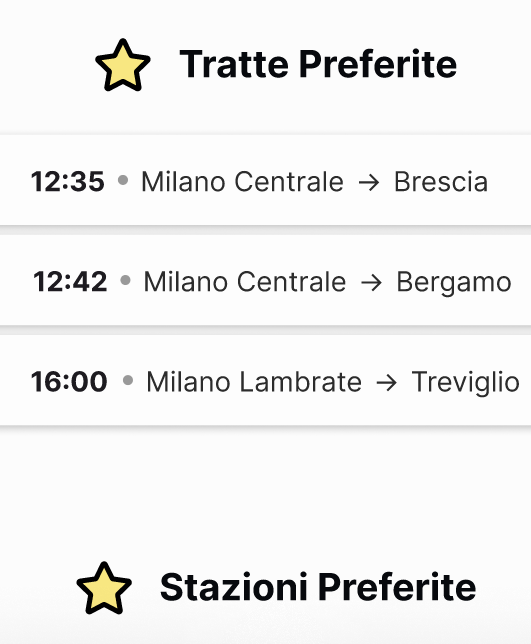 Tratte Preferite
12:35 • Milano Centrale → Brescia
12:42 • Milano Centrale → Bergamo
16:00 • Milano Lambrate → Treviglio
Stazioni Preferite